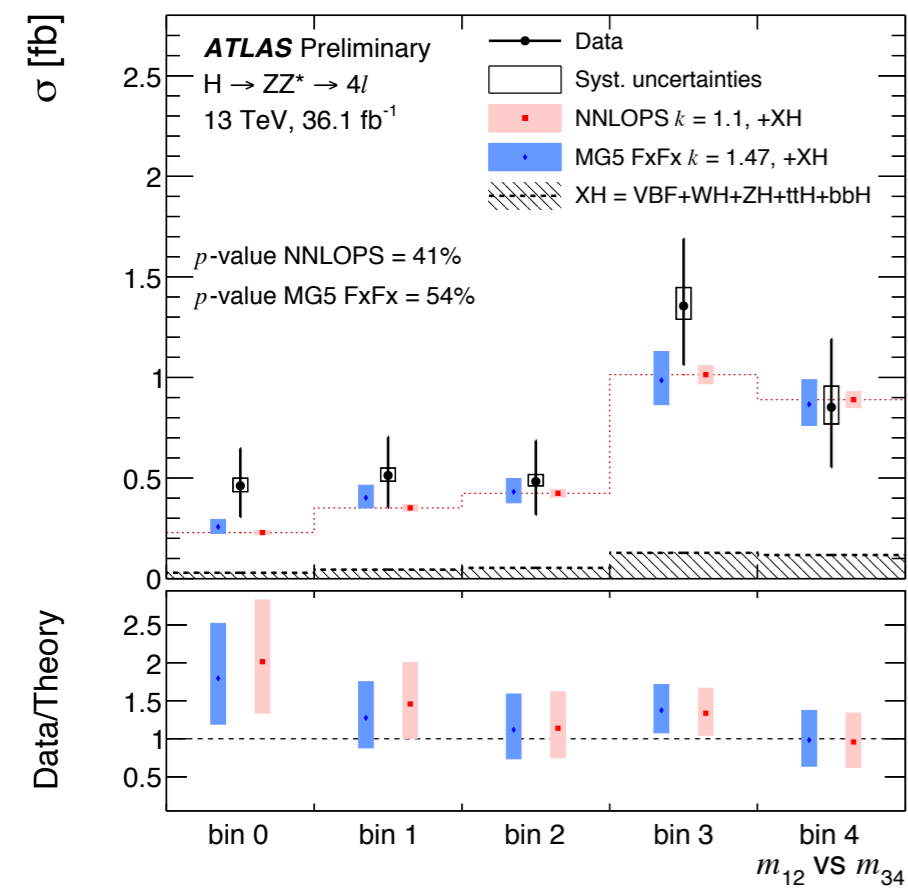 σ [fb]
ATLAS Preliminary
H → ZZ* → 4l
13 TeV, 36.1 fb⁻¹
Data
Syst. uncertainties
NNLOPS k = 1.1, +XH
MG5 FxFx k = 1.47, +XH
XH = VBF+WH+ZH+ttH+bbH
p-value NNLOPS = 41%
p-value MG5 FxFx = 54%
2.5
2
1.5
1
0.5
0
Data/Theory
2.5
2
1.5
1
0.5
bin 0 bin 1 bin 2 bin 3 bin 4
m₁₂ vs m₃₄